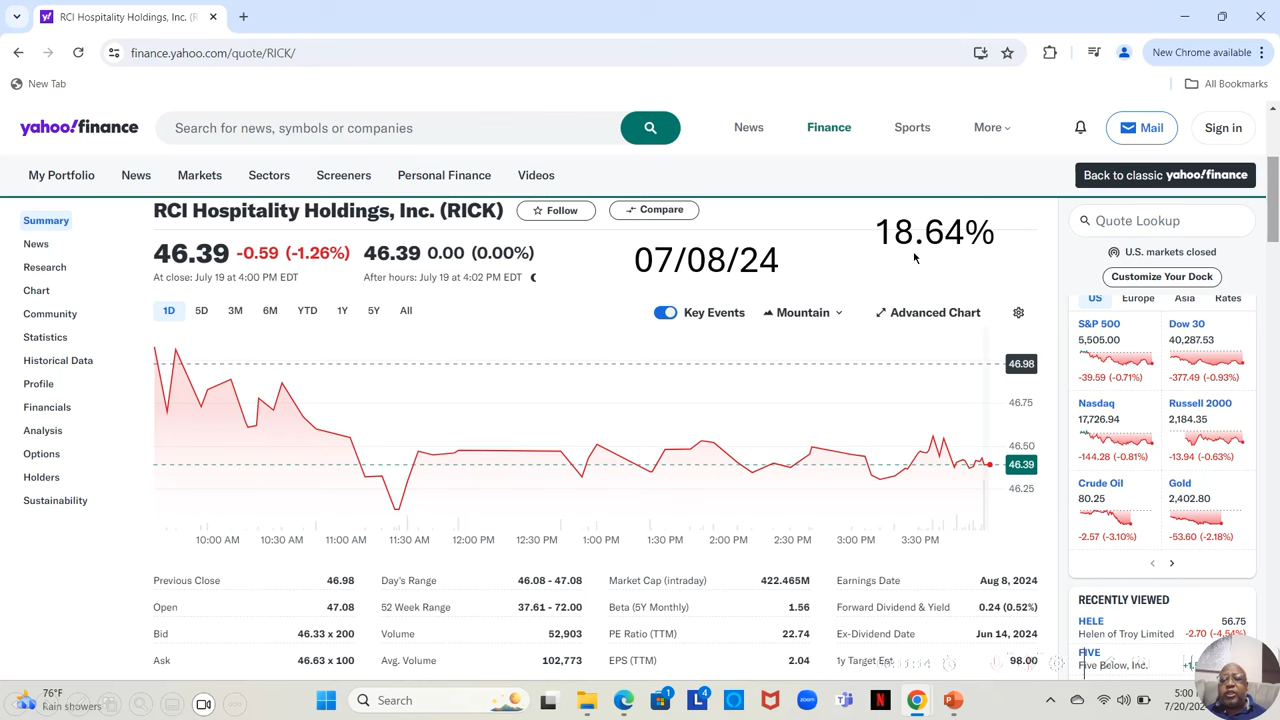 RCI Hospitality Holdings, Inc. (R
finance.yahoo.com/quote/RICK/
New Chrome available
New Tab
All Bookmarks
yahoo!finance
Search for news, symbols or companies
News Finance Sports More
Mail
Sign in
My Portfolio News Markets Sectors Screeners Personal Finance Videos
Back to classic yahoo!finance
Summary
News
Research
Chart
Community
Statistics
Historical Data
Profile
Financials
Analysis
Options
Holders
Sustainability
RCI Hospitality Holdings, Inc. (RICK)
Follow
Compare
46.39 -0.59 (-1.26%) 46.39 0.00 (0.00%)
At close: July 19 at 4:00 PM EDT After hours: July 19 at 4:02 PM EDT
07/08/24
18.64%
1D 5D 3M 6M YTD 1Y 5Y All
Key Events Mountain Advanced Chart
46.98
46.75
46.50
46.39
46.25
10:00 AM 10:30 AM 11:00 AM 11:30 AM 12:00 PM 12:30 PM 1:00 PM 1:30 PM 2:00 PM 2:30 PM 3:00 PM 3:30 PM
Previous Close 46.98 Day's Range 46.08 - 47.08 Market Cap (intraday) 422.465M Earnings Date Aug 8, 2024
Open 47.08 52 Week Range 37.61 - 72.00 Beta (5Y Monthly) 1.56 Forward Dividend & Yield 0.24 (0.52%)
Bid 46.33 x 200 Volume 52,903 PE Ratio (TTM) 22.74 Ex-Dividend Date Jun 14, 2024
Ask 46.63 x 100 Avg. Volume 102,773 EPS (TTM) 2.04 1y Target Est 98.00
Quote Lookup
U.S. markets closed
Customize Your Dock
US Europe Asia Rates
S&P 500 Dow 30
5,505.00 40,287.53
-39.59 (-0.71%) -377.49 (-0.93%)
Nasdaq Russell 2000
17,726.94 2,184.35
-144.28 (-0.81%) -13.94 (-0.63%)
Crude Oil Gold
80.25 2,402.80
-2.57 (-3.10%) -53.60 (-2.18%)
RECENTLY VIEWED
HELE 56.75
Helen of Troy Limited -2.70 (-4.54%)
FIVE
Five Below, Inc.
76°F
Rain showers
Search
1
4
zoom
5:00
7/20/20